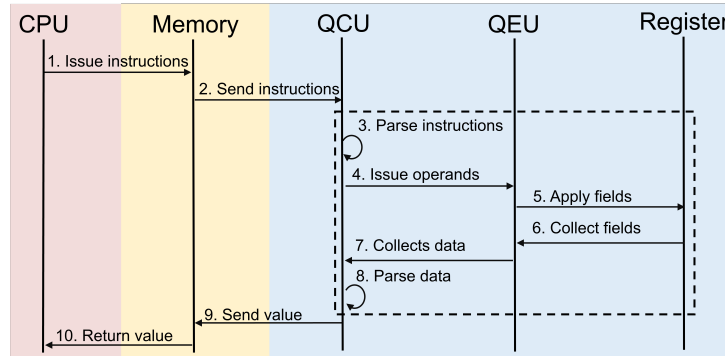 CPU Memory QCU QEU Register
1. Issue instructions
2. Send instructions
3. Parse instructions
4. Issue operands
5. Apply fields
6. Collect fields
7. Collects data
8. Parse data
9. Send value
10. Return value